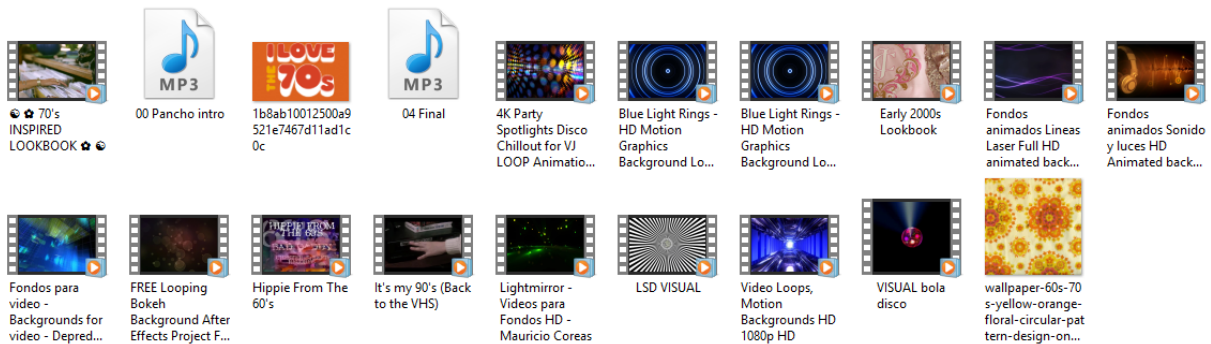 MP3
I LOVE
THE 70s
MP3
☯ ✿ 70's
INSPIRED
LOOKBOOK ✿ ☯
00 Pancho intro
1b8ab10012500a9
521e7467d11ad1c
0c
04 Final
4K Party
Spotlights Disco
Chillout for VJ
LOOP Animatio...
Blue Light Rings -
HD Motion
Graphics
Background Lo...
Blue Light Rings -
HD Motion
Graphics
Background Lo...
Early 2000s
Lookbook
Fondos
animados Lineas
Laser Full HD
animated back...
Fondos
animados Sonido
y luces HD
Animated back...
HIPPIE FROM
THE 60S
Fondos para
video -
Backgrounds for
video - Depred...
FREE Looping
Bokeh
Background After
Effects Project F...
Hippie From The
60's
It's my 90's (Back
to the VHS)
Lightmirror -
Videos para
Fondos HD -
Mauricio Coreas
LSD VISUAL
Video Loops,
Motion
Backgrounds HD
1080p HD
VISUAL bola
disco
wallpaper-60s-70
s-yellow-orange-
floral-circular-pat
tern-design-on...